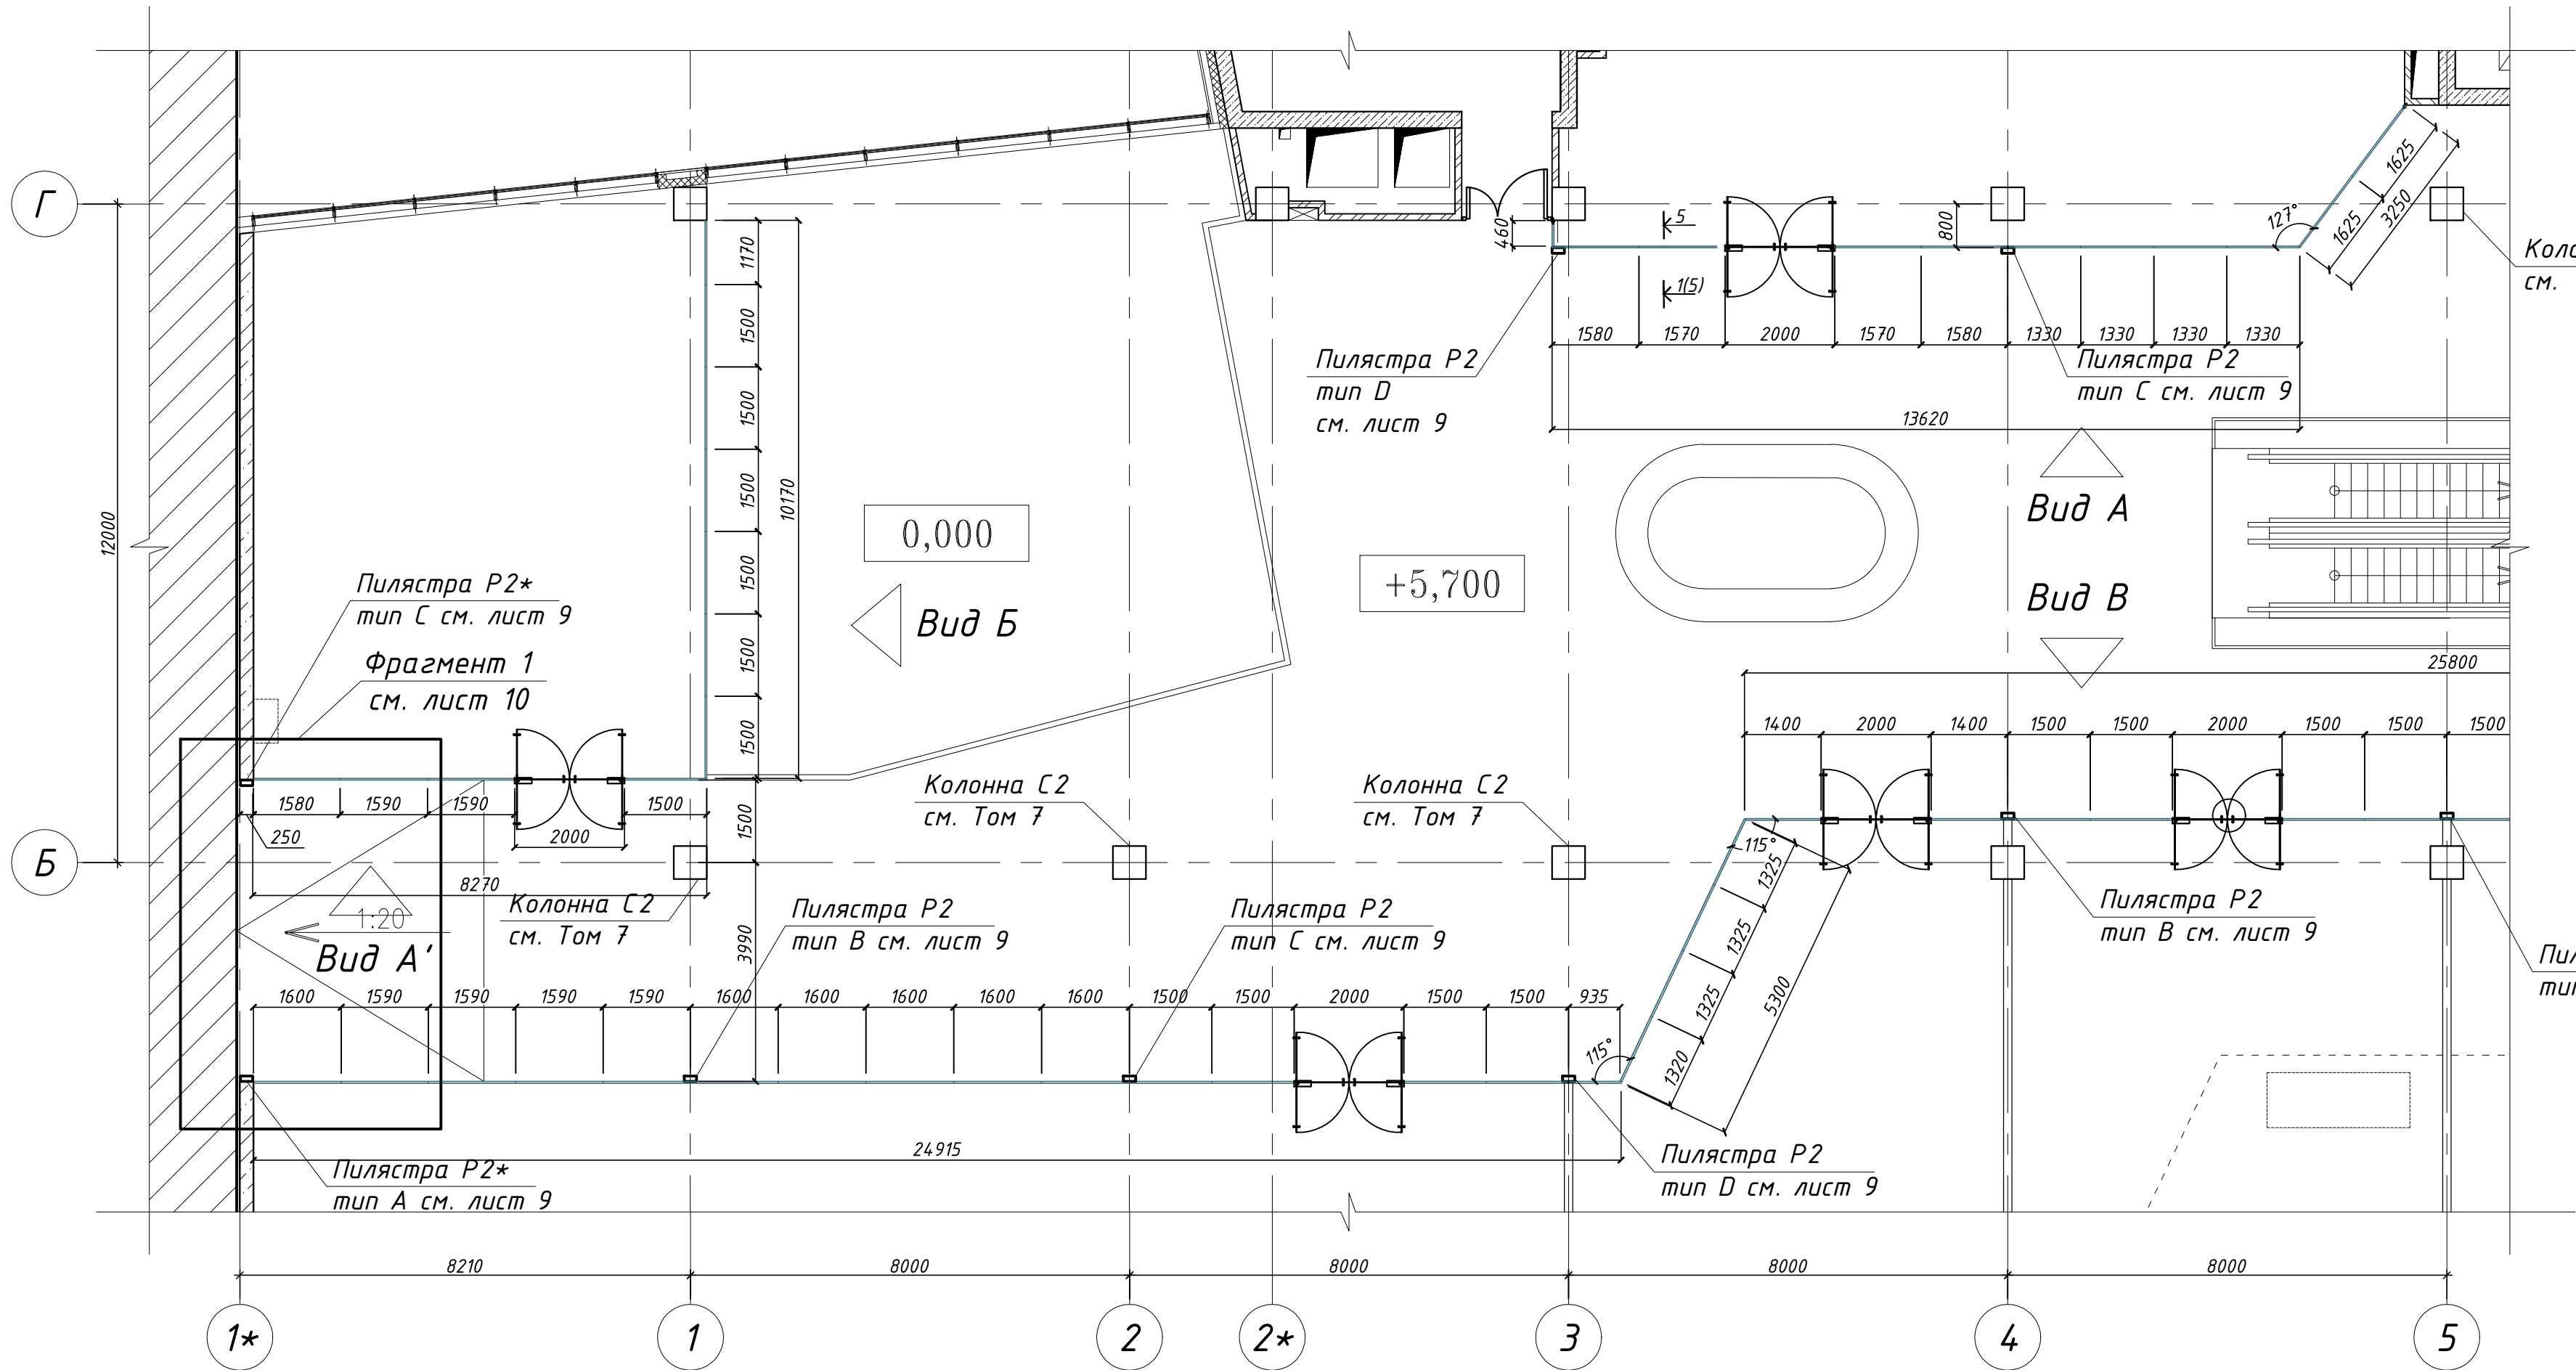 Г
12000
Б
1170
1500
1500
1500
1500
1500
1500
10170
0,000
Вид Б
Пилястра Р2*
тип С см. лист 9
Фрагмент 1
см. лист 10
1580
1590
1590
1500
250
2000
8270
1500
3990
1:20
Вид А'
Колонна С2
см. Том 7
Колонна С2
см. Том 7
Колонна С2
см. Том 7
Пилястра Р2
тип В см. лист 9
Пилястра Р2
тип С см. лист 9
1600
1590
1590
1590
1590
1600
1600
1600
1600
1600
1500
1500
2000
1500
1500
935
24915
Пилястра Р2*
тип А см. лист 9
460
5
1(5)
800
127°
1625
1625
3250
Коло
см.
1580
1570
2000
1570
1580
1330
1330
1330
1330
Пилястра Р2
тип D
см. лист 9
Пилястра Р2
тип С см. лист 9
13620
+5,700
Вид А
Вид В
25800
1400
2000
1400
1500
1500
2000
1500
1500
1500
115°
1325
1325
1325
1320
5300
115°
Пилястра Р2
тип В см. лист 9
Пил
тип
Пилястра Р2
тип D см. лист 9
8210
8000
8000
8000
8000
1*
1
2
2*
3
4
5